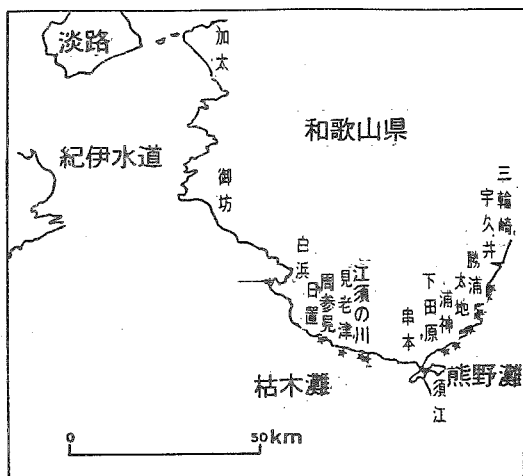 淡路
加太
和歌山県
紀伊水道
御坊
三輪崎
宇久井
勝浦
太地
浦神
下田原
串本
白浜
日置
周参見
見老津
江須の川
須江
熊野灘
枯木灘
0 50km